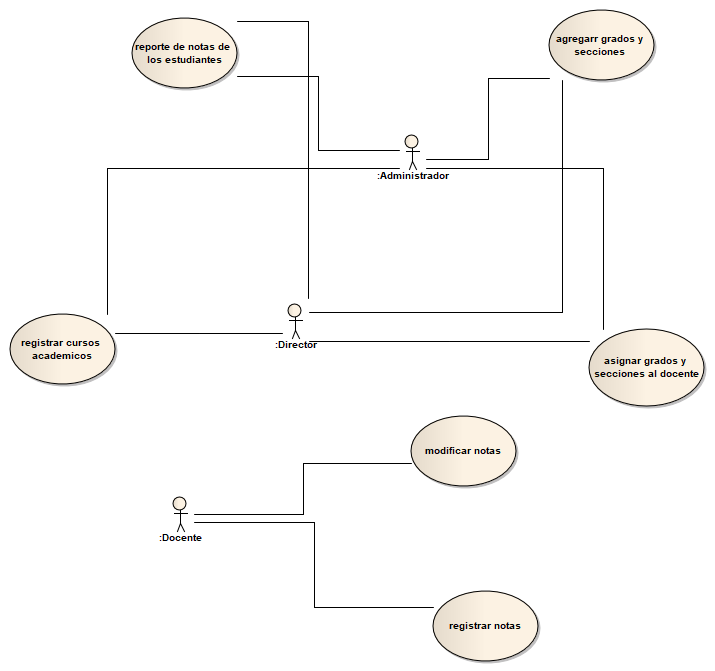 reporte de notas de
los estudiantes
agregarr grados y
secciones
:Administrador
registrar cursos
academicos
:Director
asignar grados y
secciones al docente
modificar notas
:Docente
registrar notas